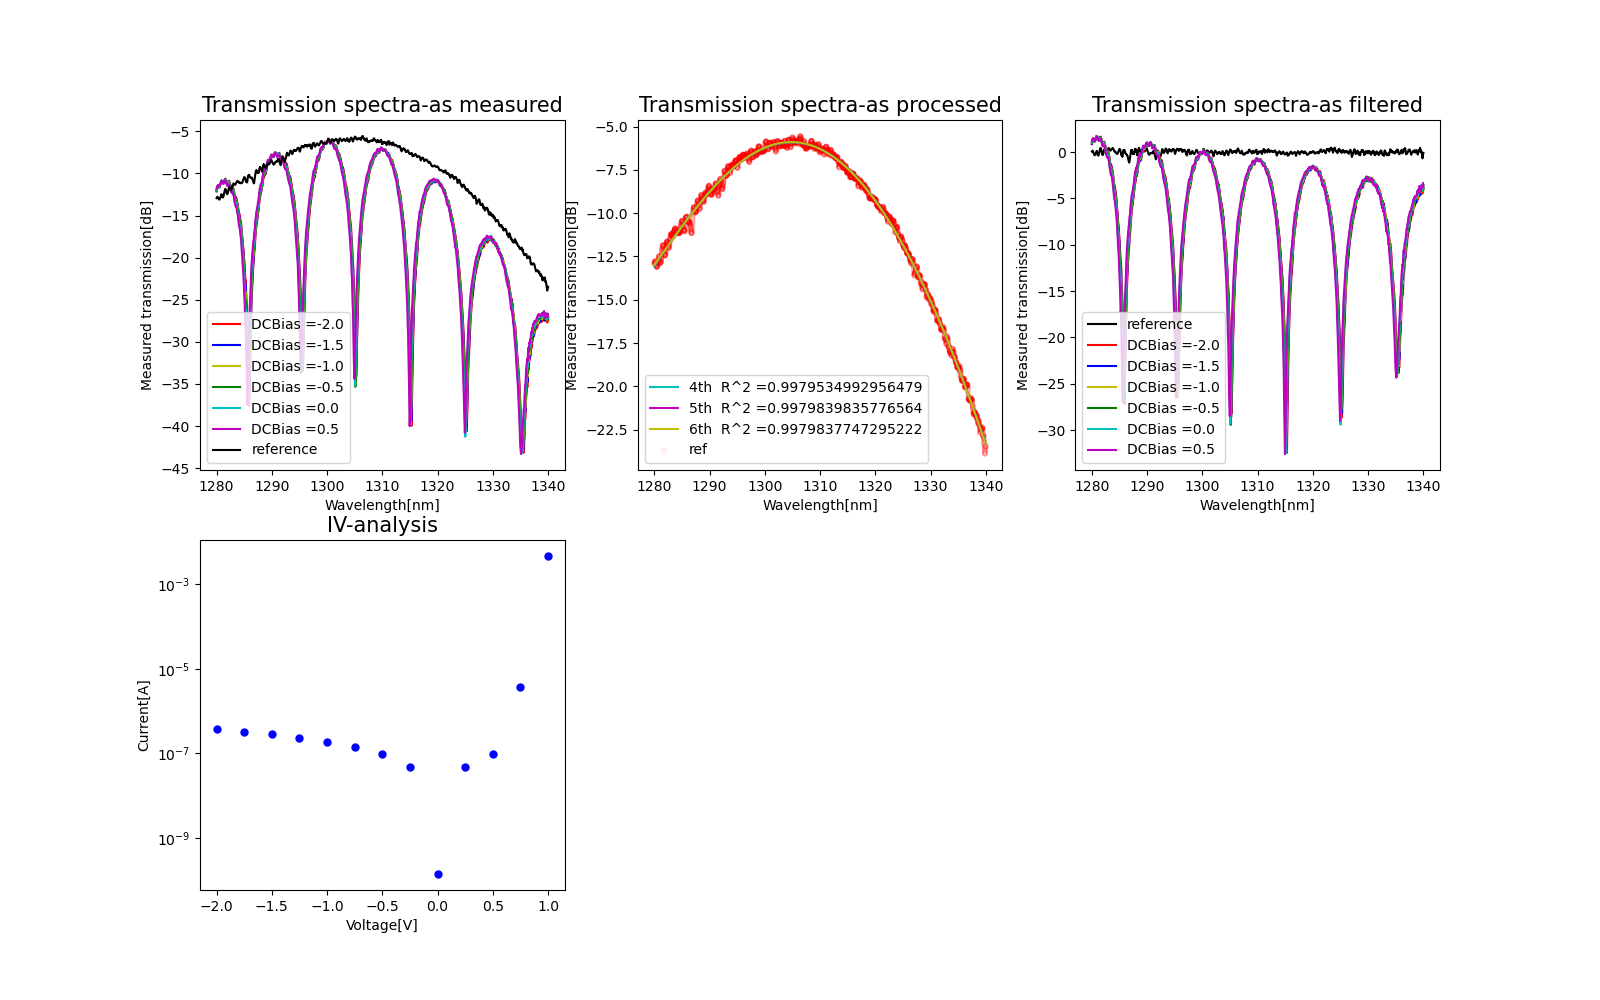 Transmission spectra-as measured
−5
−10
−15
−20
−25
−30
−35
−40
−45
Measured transmission[dB]
DCBias =-2.0
DCBias =-1.5
DCBias =-1.0
DCBias =-0.5
DCBias =0.0
DCBias =0.5
reference
1280 1290 1300 1310 1320 1330 1340
Wavelength[nm]
Transmission spectra-as processed
−5.0
−7.5
−10.0
−12.5
−15.0
−17.5
−20.0
−22.5
Measured transmission[dB]
4th R^2 =0.9979534992956479
5th R^2 =0.9979839835776564
6th R^2 =0.9979837747295222
ref
1280 1290 1300 1310 1320 1330 1340
Wavelength[nm]
Transmission spectra-as filtered
0
−5
−10
−15
−20
−25
−30
Measured transmission[dB]
reference
DCBias =-2.0
DCBias =-1.5
DCBias =-1.0
DCBias =-0.5
DCBias =0.0
DCBias =0.5
1280 1290 1300 1310 1320 1330 1340
Wavelength[nm]
IV-analysis
10⁻³
10⁻⁵
10⁻⁷
10⁻⁹
Current[A]
−2.0 −1.5 −1.0 −0.5 0.0 0.5 1.0
Voltage[V]